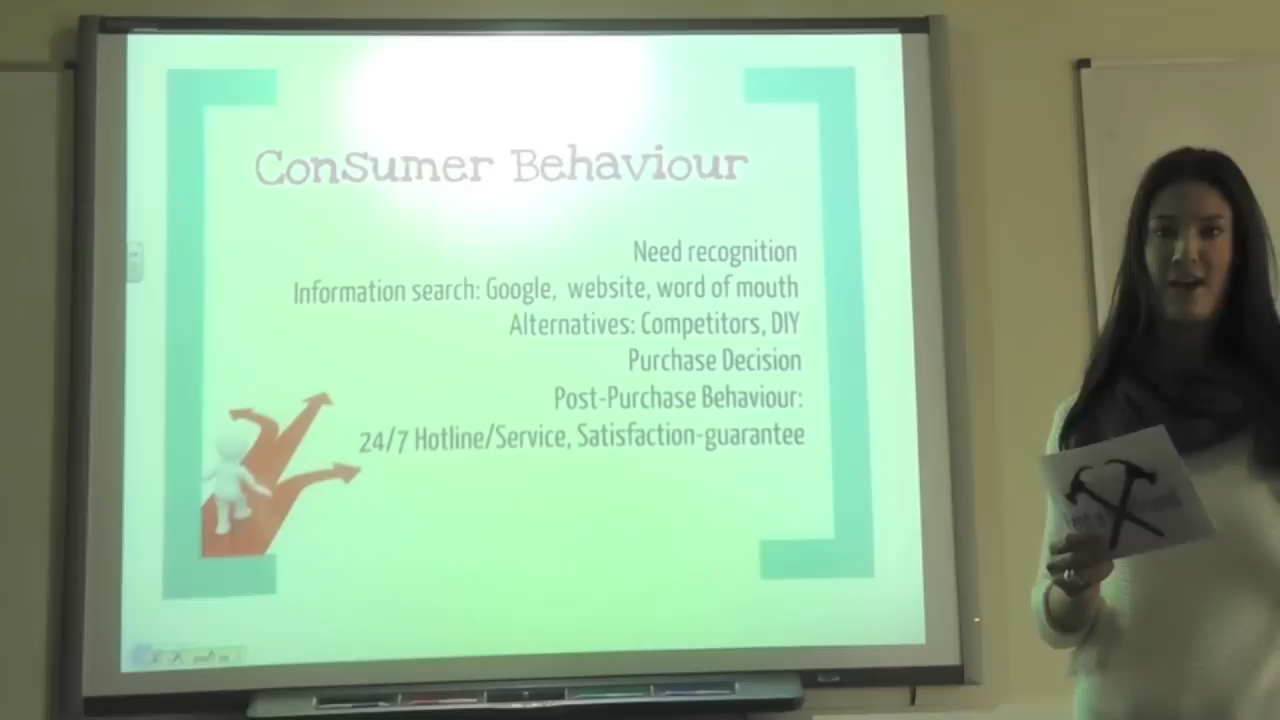 Consumer Behaviour
Need recognition
Information search: Google, website, word of mouth
Alternatives: Competitors, DIY
Purchase Decision
Post-Purchase Behaviour:
24/7 Hotline/Service, Satisfaction-guarantee